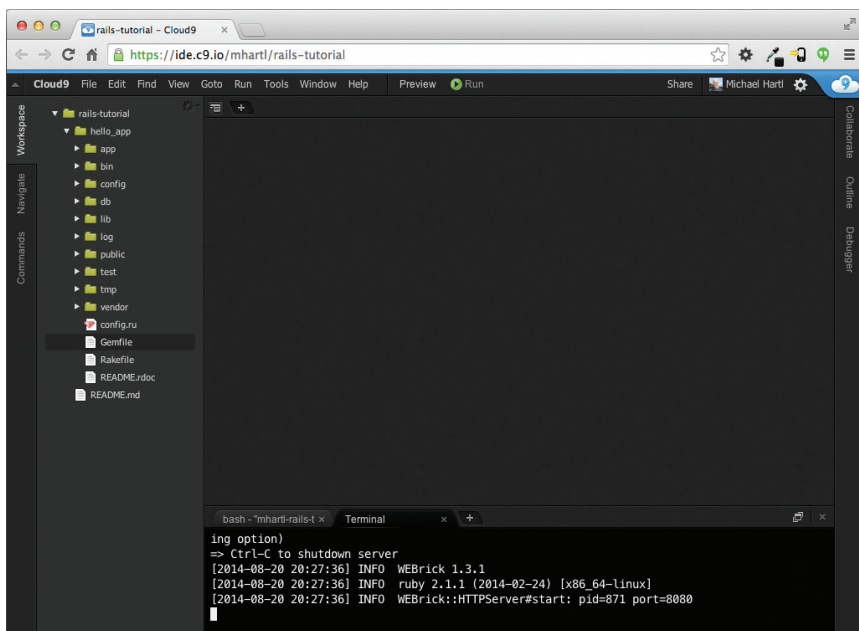 rails-tutorial - Cloud9
https://ide.c9.io/mhartl/rails-tutorial
Cloud9 File Edit Find View Goto Run Tools Window Help Preview Run Share Michael Hartl
Workspace
Navigate
Commands
rails-tutorial
hello_app
app
bin
config
db
lib
log
public
test
tmp
vendor
config.ru
Gemfile
Rakefile
README.rdoc
README.md
Collaborate
Outline
Debugger
bash - "mhartl-rails-t × Terminal × +
ing option)
=> Ctrl-C to shutdown server
[2014-08-20 20:27:36] INFO  WEBrick 1.3.1
[2014-08-20 20:27:36] INFO  ruby 2.1.1 (2014-02-24) [x86_64-linux]
[2014-08-20 20:27:36] INFO  WEBrick::HTTPServer#start: pid=871 port=8080